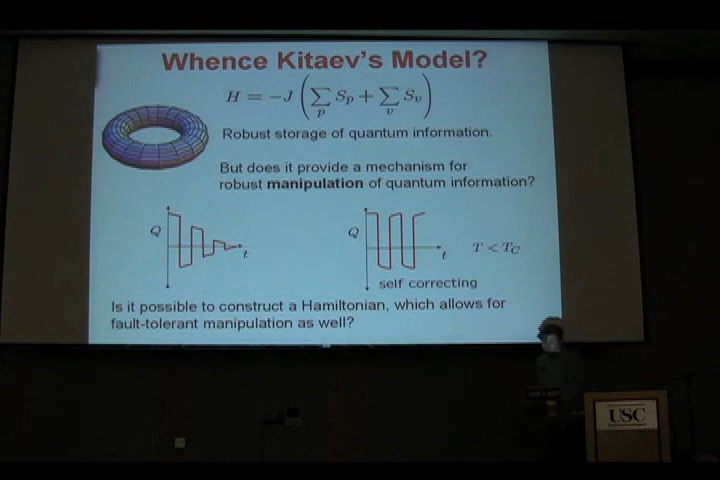 Whence Kitaev's Model?
H = -J ( ∑_p S_p + ∑_v S_v )
Robust storage of quantum information.
But does it provide a mechanism for
robust manipulation of quantum information?
Q
t
Q
t
T < T_C
self correcting
Is it possible to construct a Hamiltonian, which allows for
fault-tolerant manipulation as well?
USC